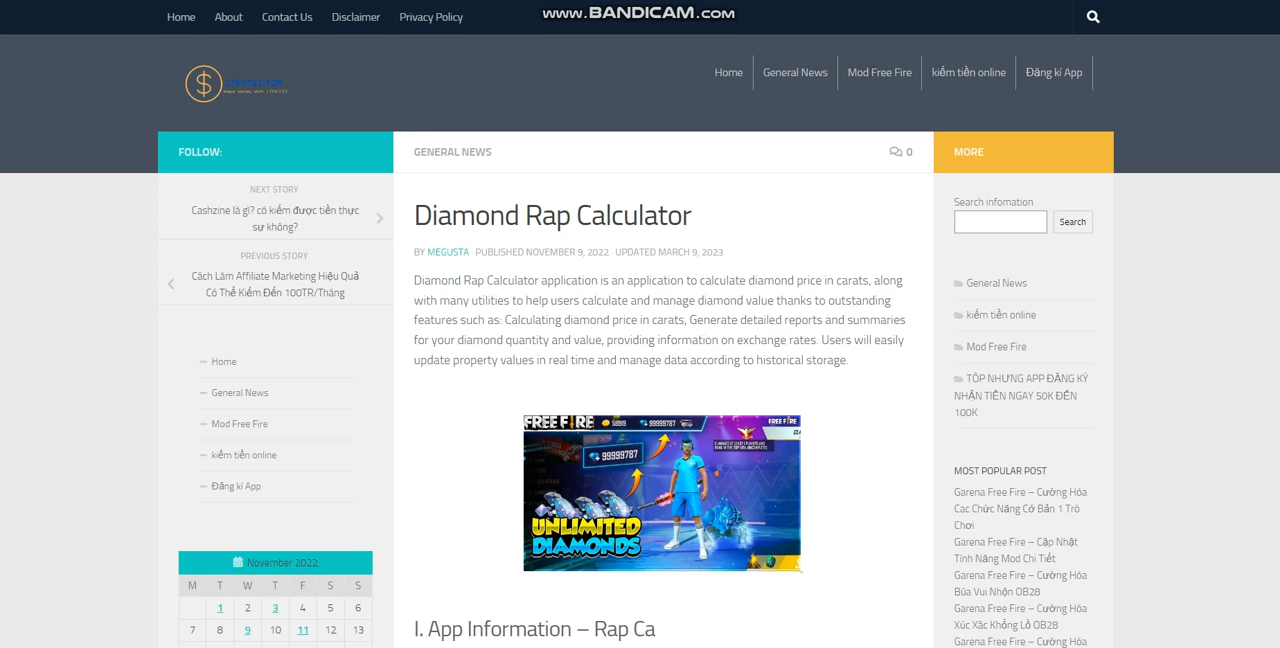 Home About Contact Us Disclaimer Privacy Policy
www.BANDICAM.com
Home General News Mod Free Fire kiếm tiền online Đăng kí App
FOLLOW:
NEXT STORY
Cashzine là gì? có kiếm được tiền thực
sự không?
PREVIOUS STORY
Cách Làm Affiliate Marketing Hiệu Quả
Có Thể Kiếm Đến 100TR/Tháng
Home
General News
Mod Free Fire
kiếm tiền online
Đăng kí App
November 2022
M T W T F S S
1 2 3 4 5 6
7 8 9 10 11 12 13
GENERAL NEWS
0
Diamond Rap Calculator
BY MEGUSTA · PUBLISHED NOVEMBER 9, 2022 · UPDATED MARCH 9, 2023
Diamond Rap Calculator application is an application to calculate diamond price in carats, along
with many utilities to help users calculate and manage diamond value thanks to outstanding
features such as: Calculating diamond price in carats, Generate detailed reports and summaries
for your diamond quantity and value, providing information on exchange rates. Users will easily
update property values in real time and manage data according to historical storage.
FREE FIRE
58919 99999787
FREE FIRE
99999787
UNLIMITED
DIAMONDS
I. App Information – Rap Ca
MORE
Search infomation
Search
General News
kiếm tiền online
Mod Free Fire
TÔP NHƯNG APP ĐĂNG KÝ
NHẬN TIỀN NGAY 50K ĐẾN
100K
MOST POPULAR POST
Garena Free Fire – Cường Hóa
Cac Chức Năng Cớ Bản 1 Trò
Chơi
Garena Free Fire – Cập Nhật
Tính Năng Mod Chi Tiết
Garena Free Fire – Cường Hóa
Bùa Vui Nhộn OB28
Garena Free Fire – Cường Hóa
Xúc Xắc Khổng Lồ OB28
Garena Free Fire – Cường Hóa